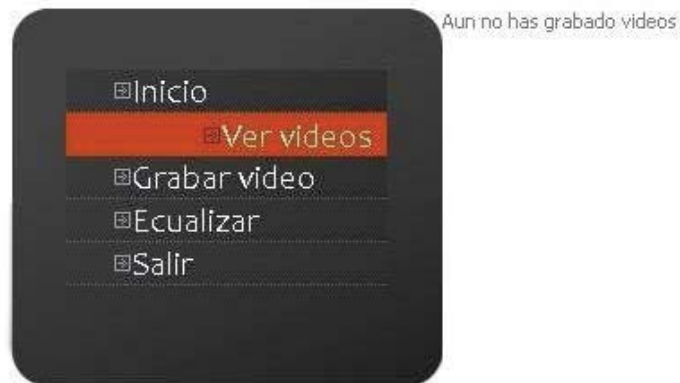 Aun no has grabado videos
Inicio
Ver videos
Grabar video
Ecualizar
Salir